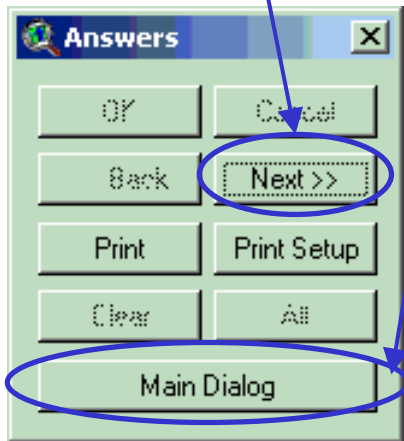 Answers
OK Cancel
Back Next >>
Print Print Setup
Clear All
Main Dialog